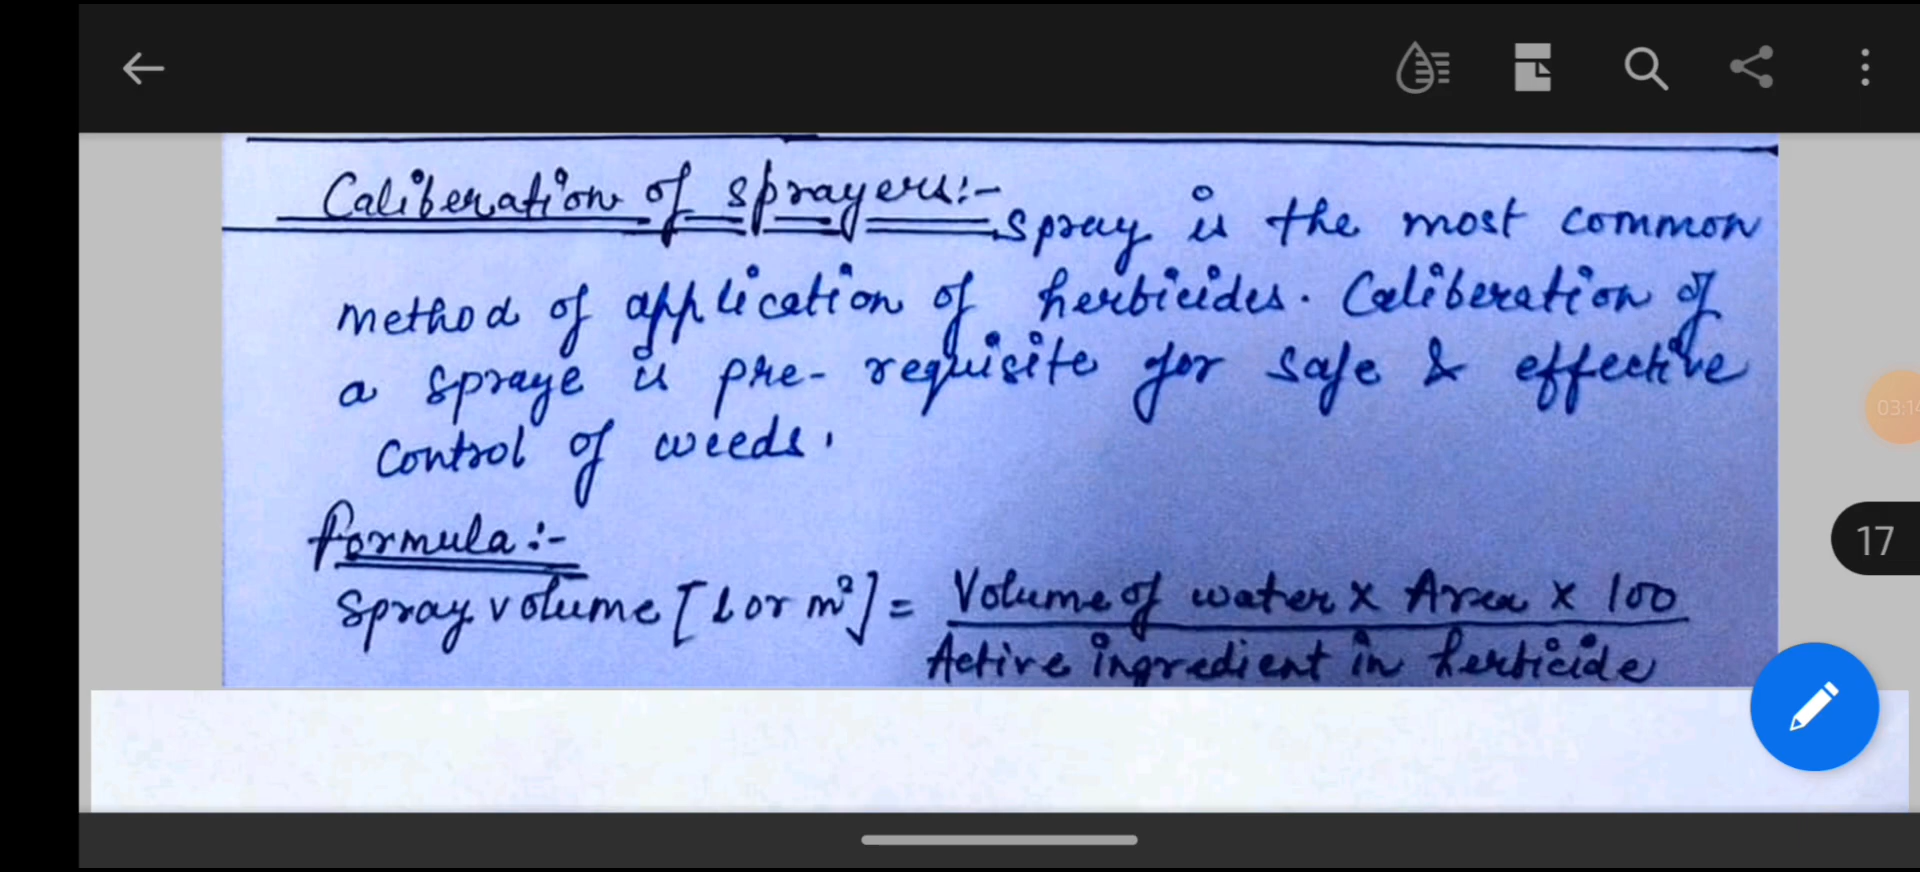 Caliberation of sprayers:-
spray is the most common
method of application of herbicides. Caliberation of
a spraye is pre-requisite for safe & effective
control of weeds.
formula:-
Spray volume [L or m²] = Volume of water x Area x 100
Active ingredient in herbicide
03:14
17